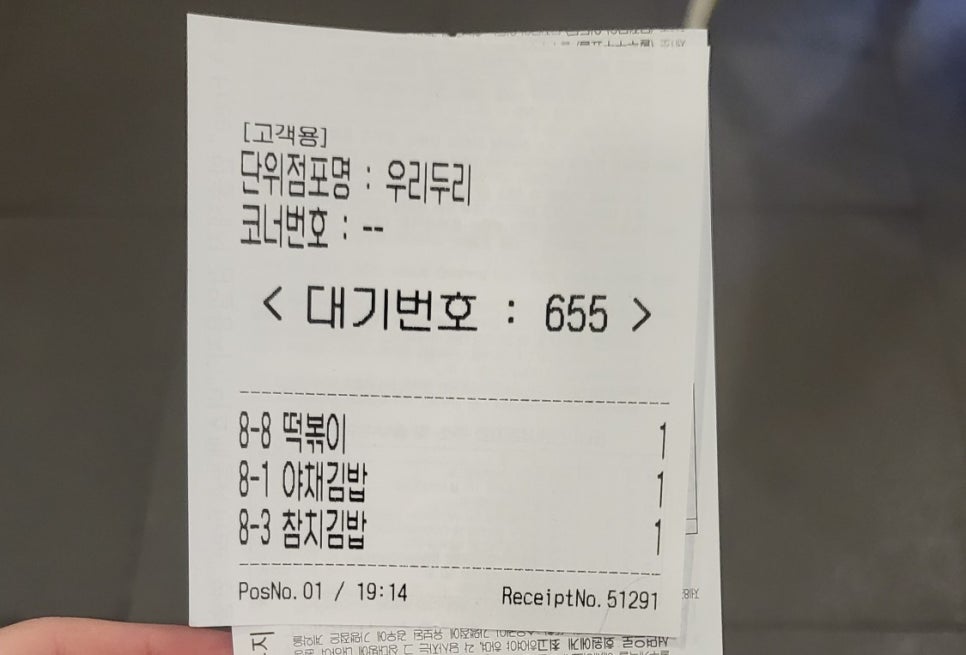 [고객용]
단위점포명 : 우리두리
코너번호 : --
< 대기번호 : 655 >
8-8 떡볶이 1
8-1 야채김밥 1
8-3 참치김밥 1
PosNo.01 / 19:14 ReceiptNo.51291